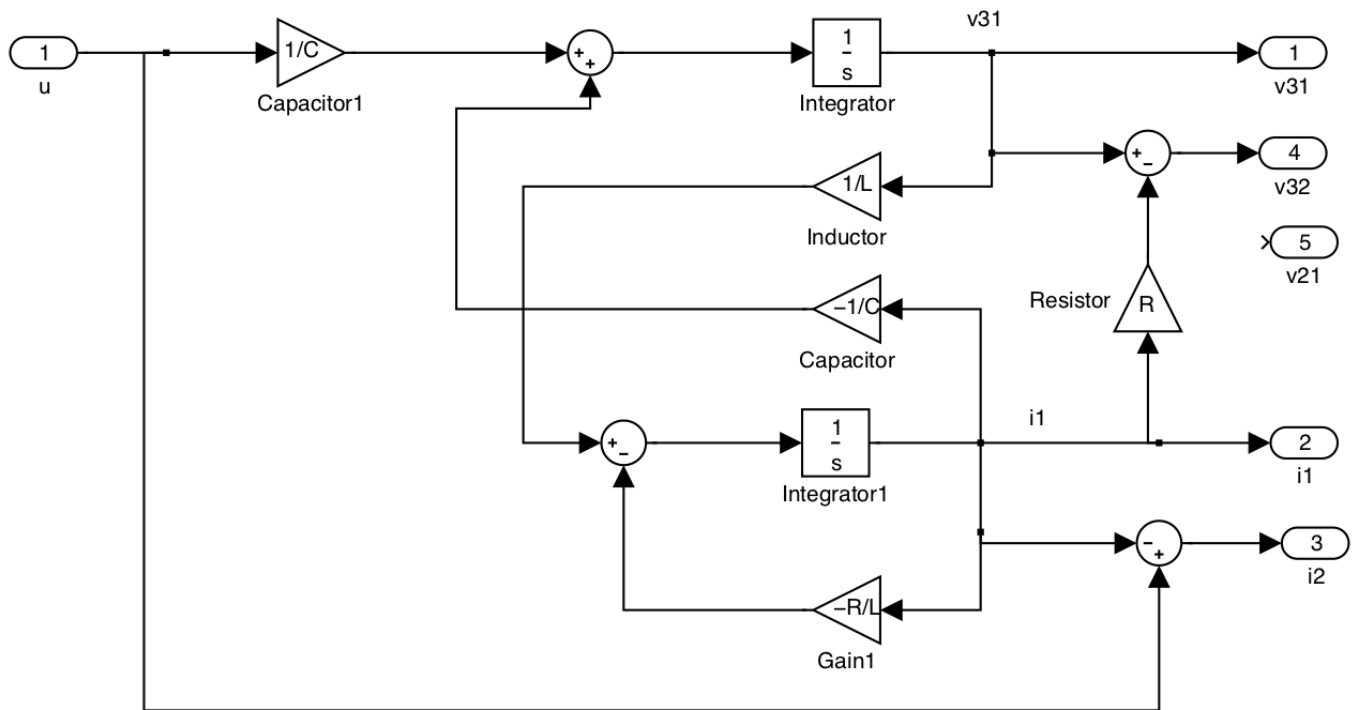 v31
1
u
1/C
Capacitor1
+
+
1
s
Integrator
1
v31
1/L
Inductor
+
−
4
v32
5
v21
−1/C
Capacitor
Resistor
R
+
−
1
s
Integrator1
i1
2
i1
−R/L
Gain1
−
+
3
i2